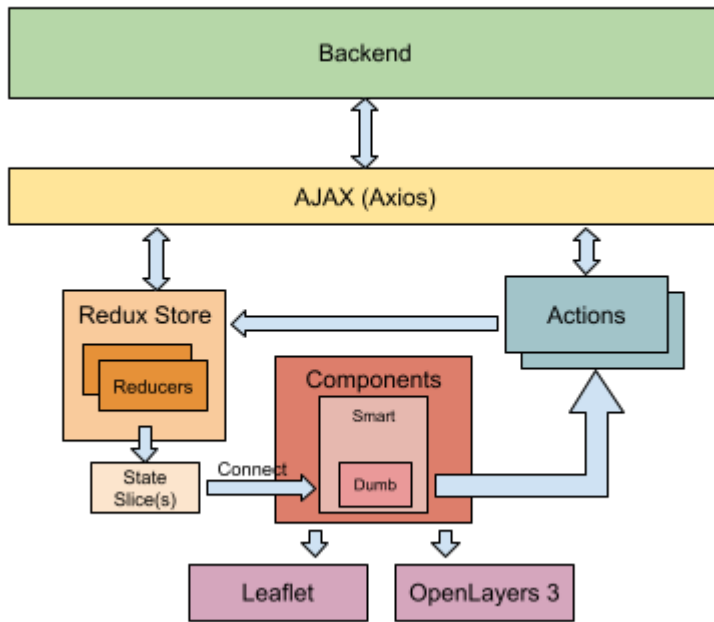 Backend
AJAX (Axios)
Redux Store
Actions
Reducers
Components
Smart
Connect
State
Slice(s)
Dumb
Leaflet
OpenLayers 3